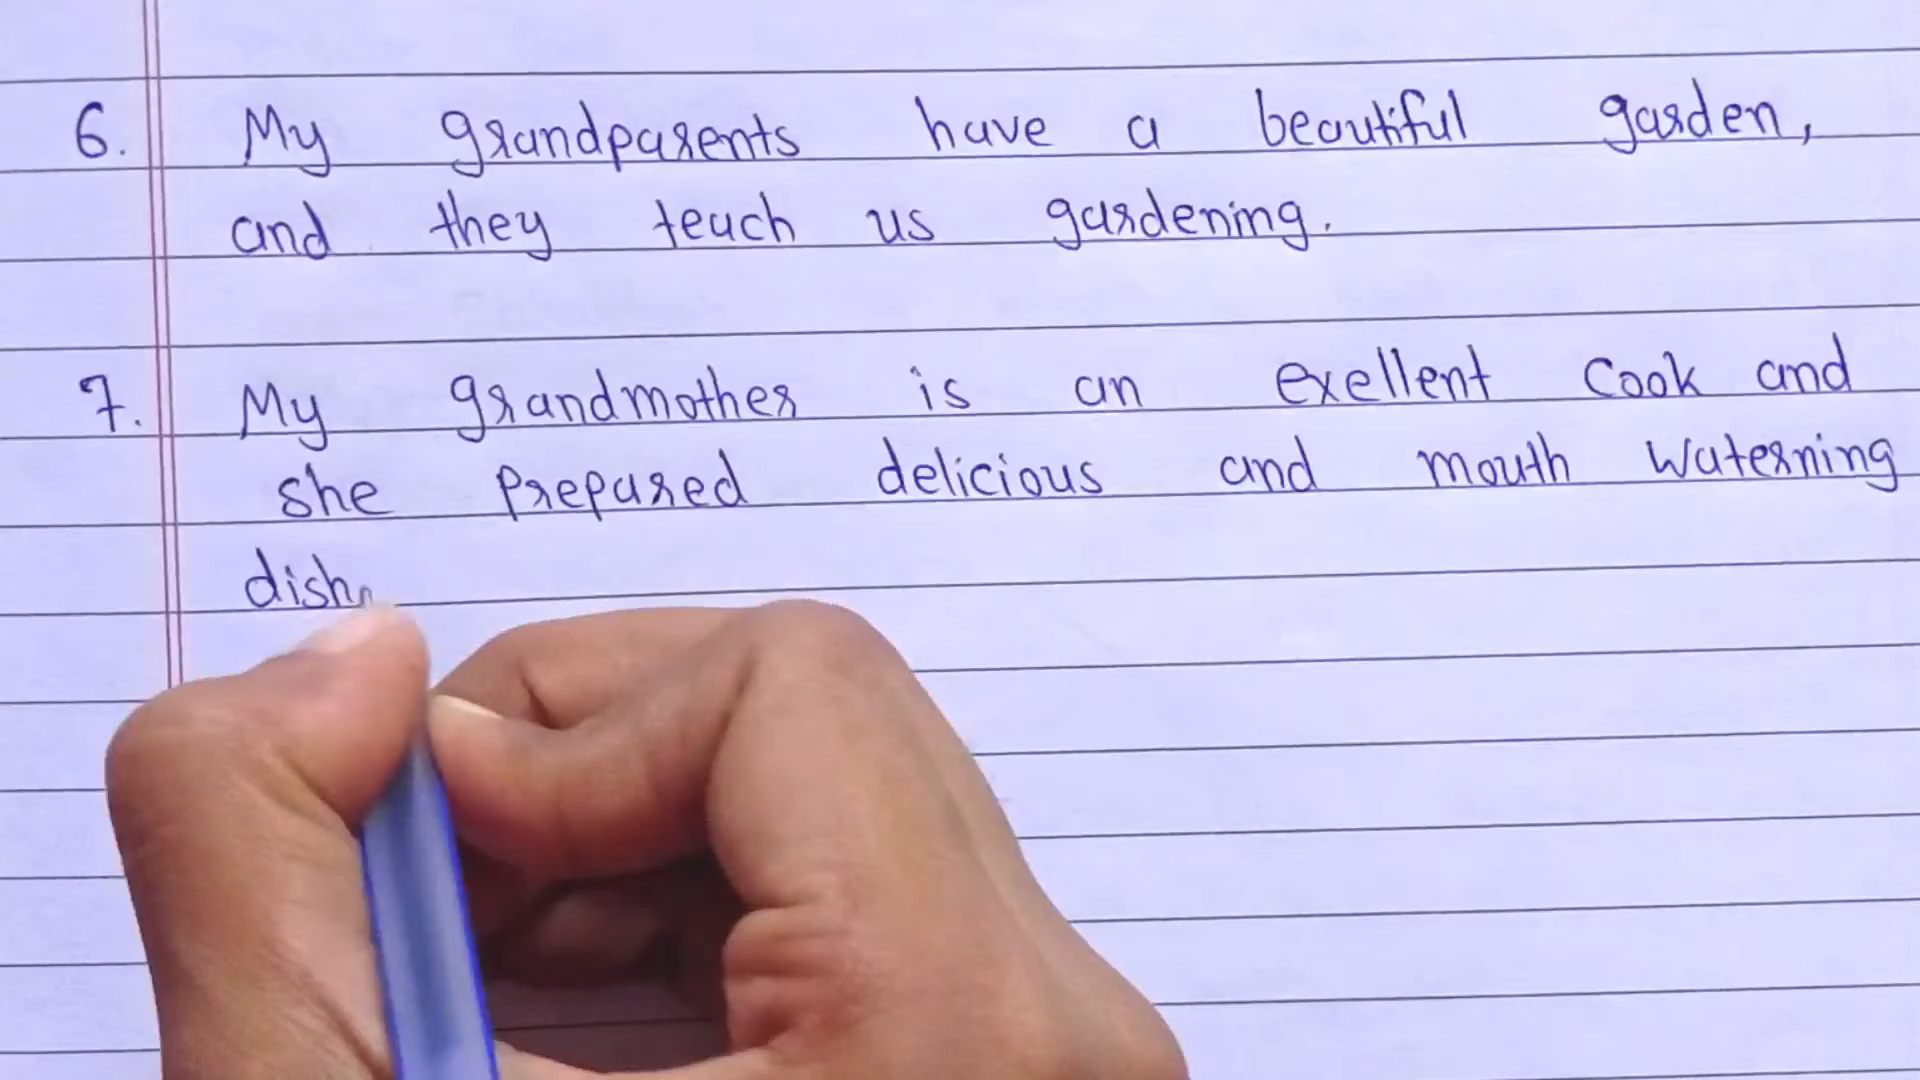 6. My grandparents have a beautiful garden,
and they teach us gardening.
7. My grandmother is an exellent Cook and
she prepared delicious and mouth waterning
dish